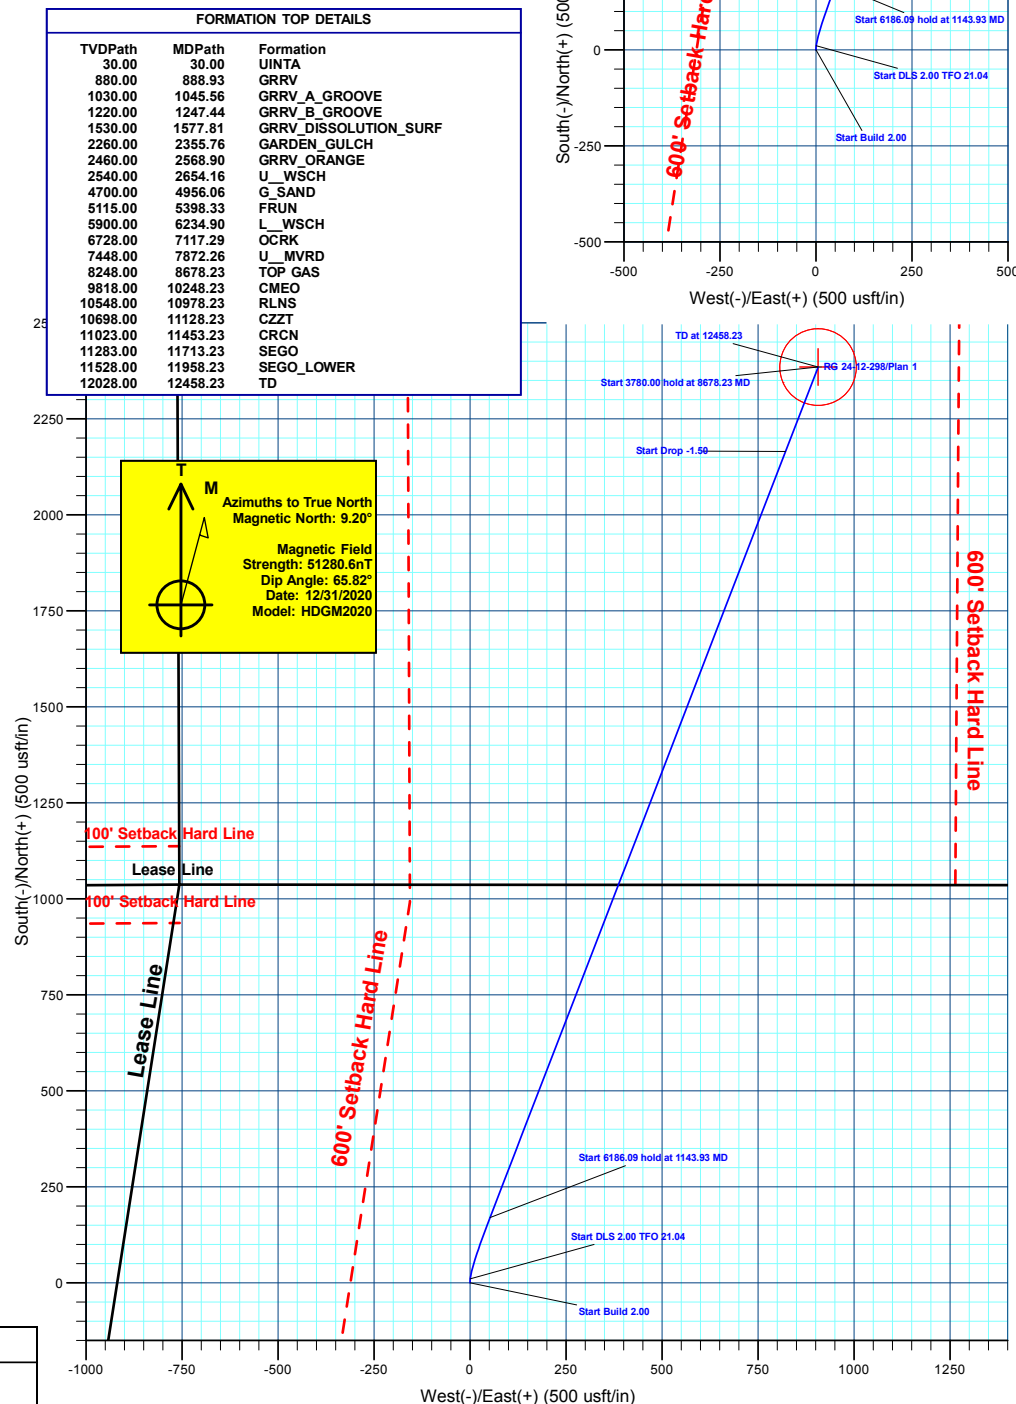 FORMATION TOP DETAILS
TVDPath MDPath Formation
30.00 30.00 UINTA
880.00 888.93 GRRV
1030.00 1045.56 GRRV_A_GROOVE
1220.00 1247.44 GRRV_B_GROOVE
1530.00 1577.81 GRRV_DISSOLUTION_SURF
2260.00 2355.76 GARDEN_GULCH
2460.00 2568.90 GRRV_ORANGE
2540.00 2654.16 U__WSCH
4700.00 4956.06 G_SAND
5115.00 5398.33 FRUN
5900.00 6234.90 L__WSCH
6728.00 7117.29 OCRK
7448.00 7872.26 U__MVRD
8248.00 8678.23 TOP GAS
9818.00 10248.23 CMEO
10548.00 10978.23 RLNS
10698.00 11128.23 CZZT
11023.00 11453.23 CRCN
11283.00 11713.23 SEGO
11528.00 11958.23 SEGO_LOWER
12028.00 12458.23 TD
Start 6186.09 hold at 1143.93 MD
Start DLS 2.00 TFO 21.04
Start Build 2.00
600' Setback Hard
South(-)/North(+) (500
0
-250
-500
-500 -250 0 250 500
West(-)/East(+) (500 usft/in)
TD at 12458.23
RG 24-12-298/Plan 1
Start 3780.00 hold at 8678.23 MD
Start Drop -1.50
T
M
Azimuths to True North
Magnetic North: 9.20°
Magnetic Field
Strength: 51280.6nT
Dip Angle: 65.82°
Date: 12/31/2020
Model: HDGM2020
600' Setback Hard Line
100' Setback Hard Line
Lease Line
100' Setback Hard Line
Lease Line
600' Setback Hard Line
Start 6186.09 hold at 1143.93 MD
Start DLS 2.00 TFO 21.04
Start Build 2.00
South(-)/North(+) (500 usft/in)
25
2250
2000
1750
1500
1250
1000
750
500
250
0
-1000 -750 -500 -250 0 250 500 750 1000 1250
West(-)/East(+) (500 usft/in)